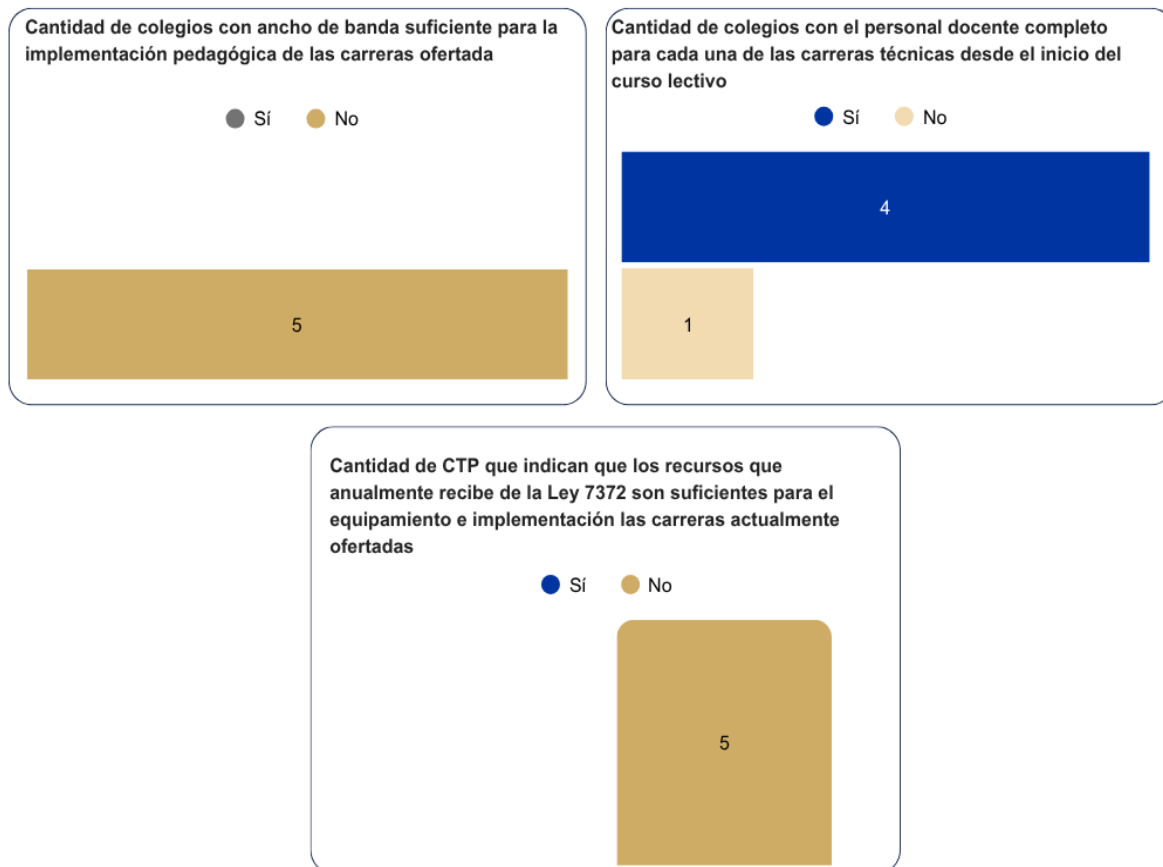 Cantidad de colegios con ancho de banda suficiente para la
implementación pedagógica de las carreras ofertada
Sí No
5
Cantidad de colegios con el personal docente completo
para cada una de las carreras técnicas desde el inicio del
curso lectivo
Sí No
4
1
Cantidad de CTP que indican que los recursos que
anualmente recibe de la Ley 7372 son suficientes para el
equipamiento e implementación las carreras actualmente
ofertadas
Sí No
5